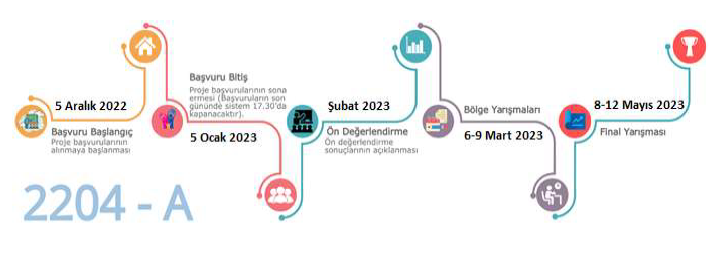 5 Aralık 2022
Başvuru Başlangıç
Proje başvurularının
alınmaya başlanması
Başvuru Bitiş
Proje başvurularının sona
ermesi (Başvuruların son
gününde sistem 17.30'da
kapanacaktır).
5 Ocak 2023
Şubat 2023
Ön Değerlendirme
Ön değerlendirme
sonuçlarının açıklanması
Bölge Yarışmaları
6-9 Mart 2023
8-12 Mayıs 2023
Final Yarışması
2204 - A